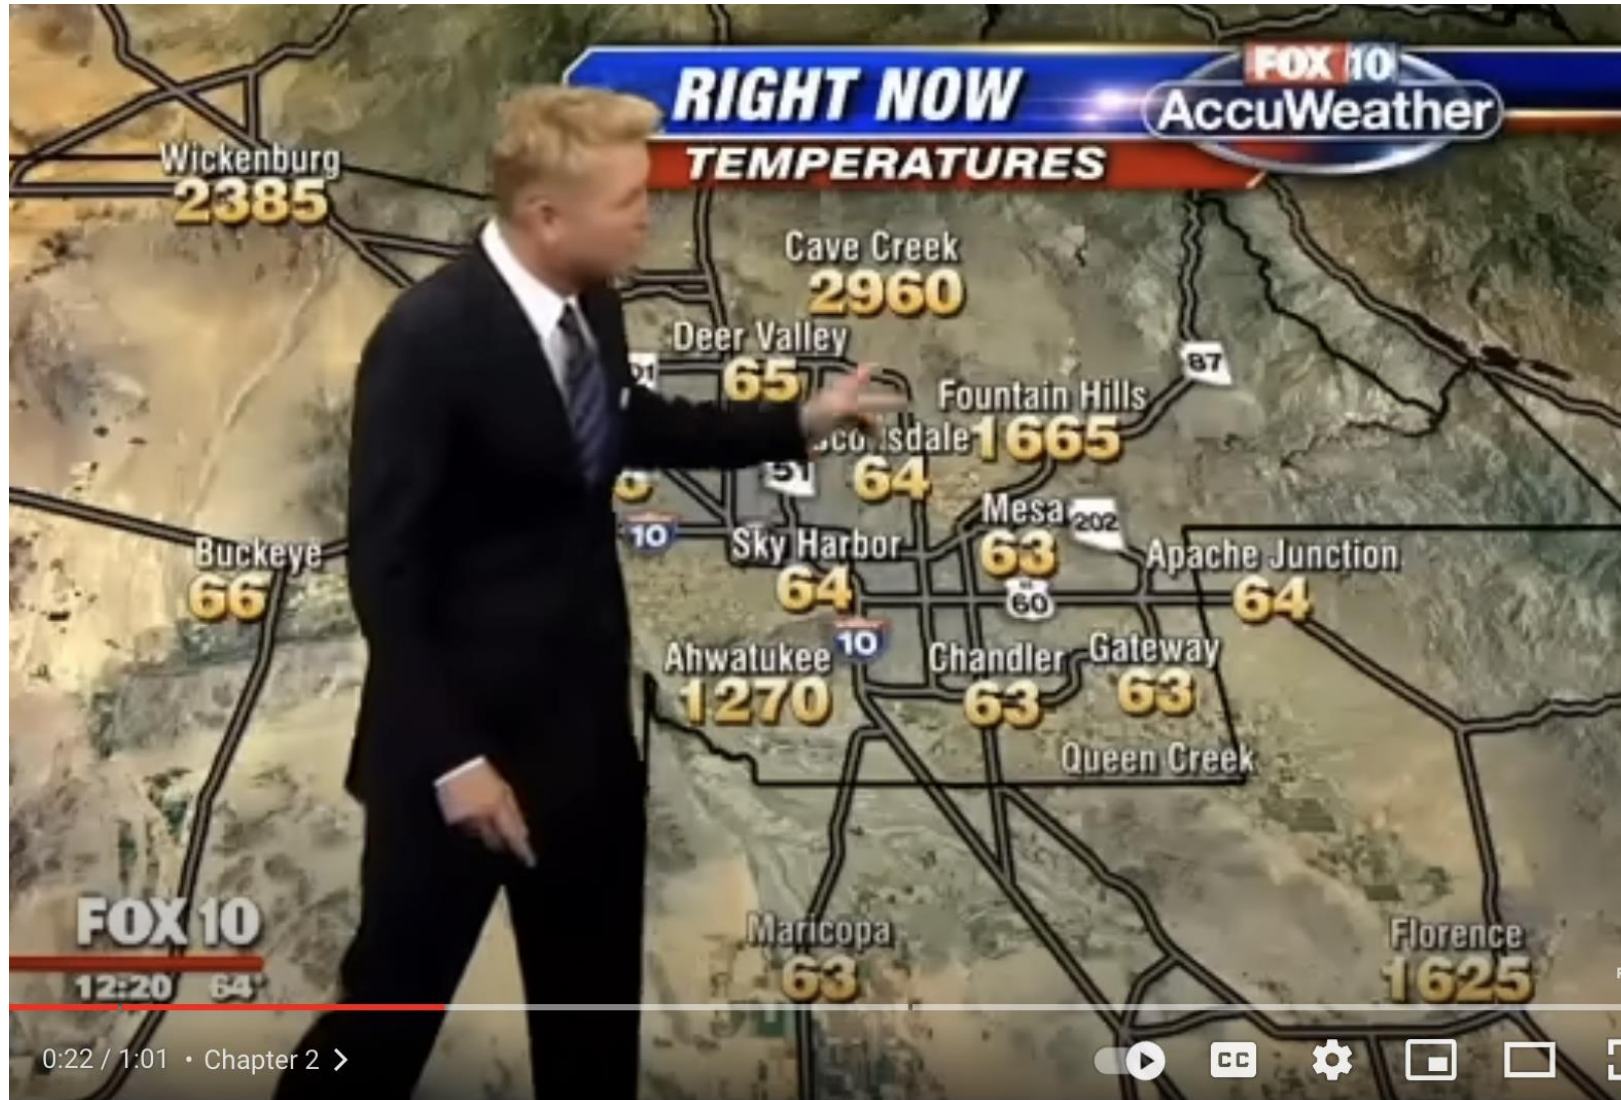 FOX 10
RIGHT NOW
AccuWeather
TEMPERATURES
Wickenburg
2385
Cave Creek
2960
Deer Valley
65
87
Fountain Hills
1665
64
51
Mesa
63
202
10
Sky Harbor
64
Buckeye
66
Apache Junction
64
60
10
Ahwatukee
1270
Chandler
63
Gateway
63
Queen Creek
Maricopa
63
Florence
1625
FOX 10
12:20 64°
0:22 / 1:01 • Chapter 2
CC